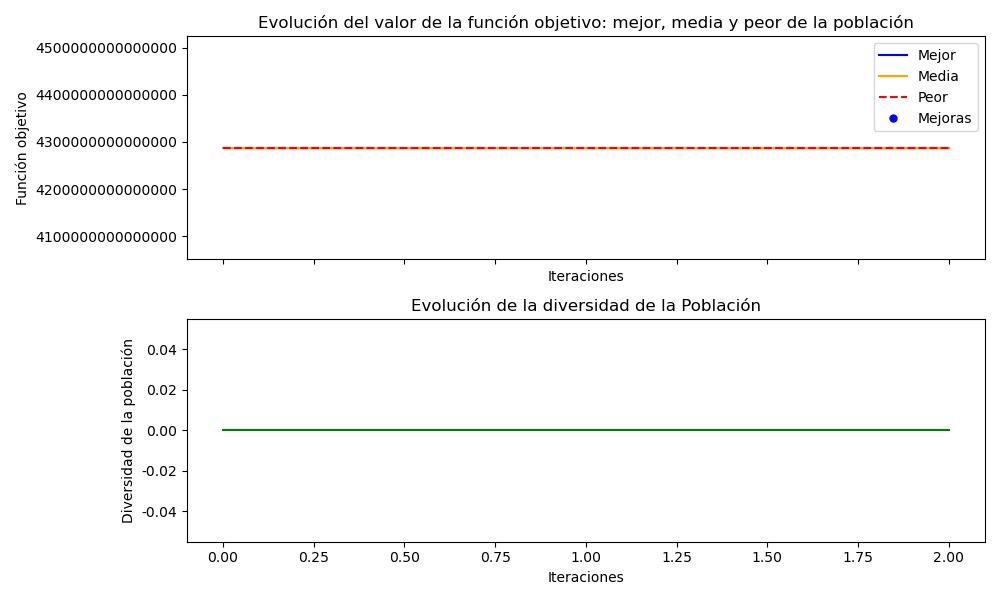 Evolución del valor de la función objetivo: mejor, media y peor de la población
Función objetivo
4500000000000000
4400000000000000
4300000000000000
4200000000000000
4100000000000000
Mejor
Media
Peor
Mejoras
Iteraciones
Evolución de la diversidad de la Población
Diversidad de la población
0.04
0.02
0.00
-0.02
-0.04
0.00 0.25 0.50 0.75 1.00 1.25 1.50 1.75 2.00
Iteraciones